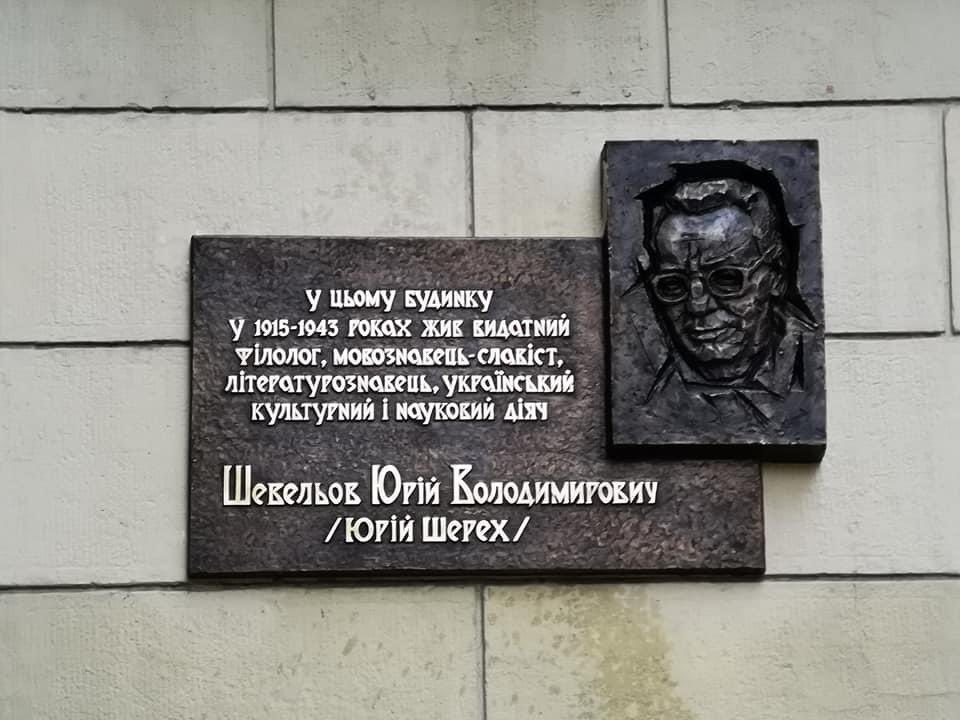 У ЦЬОМУ БУДИНКУ
У 1915-1943 РОКАХ ЖИВ ВИДАТНИЙ
ФІЛОЛОГ, МОВОЗНАВЕЦЬ-СЛАВІСТ,
ЛІТЕРАТУРОЗНАВЕЦЬ, УКРАЇНСЬКИЙ
КУЛЬТУРНИЙ І НАУКОВИЙ ДІЯЧ
ШЕВЕЛЬОВ ЮРІЙ ВОЛОДИМИРОВИЧ
/ЮРІЙ ШЕРЕХ/